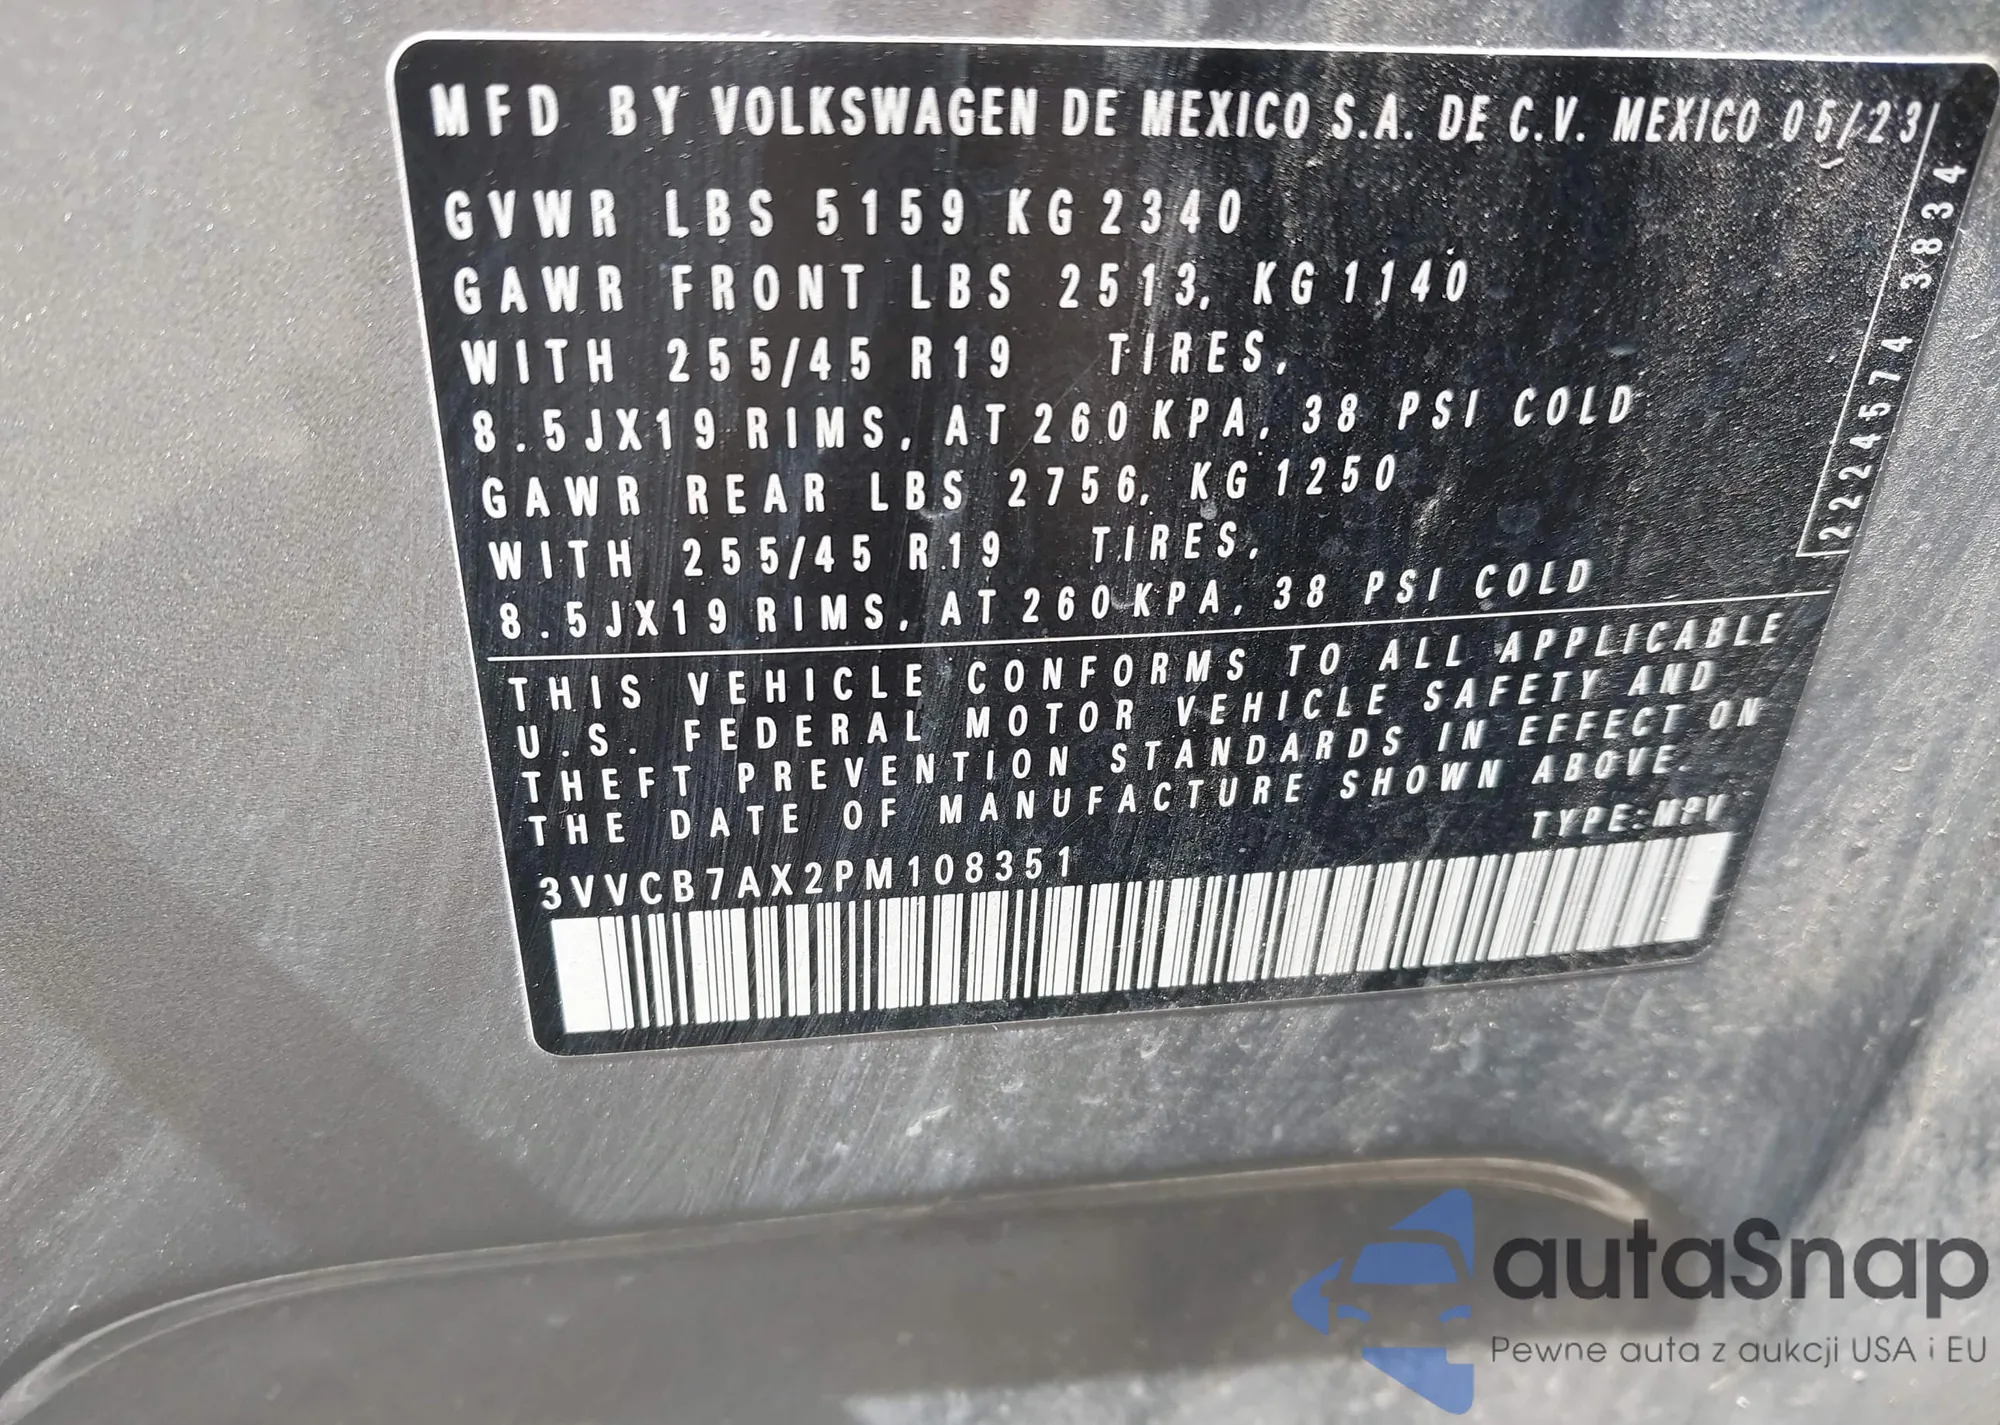 MFD BY VOLKSWAGEN DE MEXICO S.A. DE C.V. MEXICO 05/23
GVWR LBS 5159 KG 2340
GAWR FRONT LBS 2513, KG 1140
WITH 255/45 R19 TIRES,
8.5JX19 RIMS, AT 260 KPA, 38 PSI COLD
GAWR REAR LBS 2756, KG 1250
WITH 255/45 R19 TIRES,
8.5JX19 RIMS, AT 260 KPA, 38 PSI COLD
2224574 3834
THIS VEHICLE CONFORMS TO ALL APPLICABLE
U.S. FEDERAL MOTOR VEHICLE SAFETY AND
THEFT PREVENTION STANDARDS IN EFFECT ON
THE DATE OF MANUFACTURE SHOWN ABOVE.
TYPE:MPV
3VVCB7AX2PM108351
autaSnap
Pewne auta z aukcji USA i EU